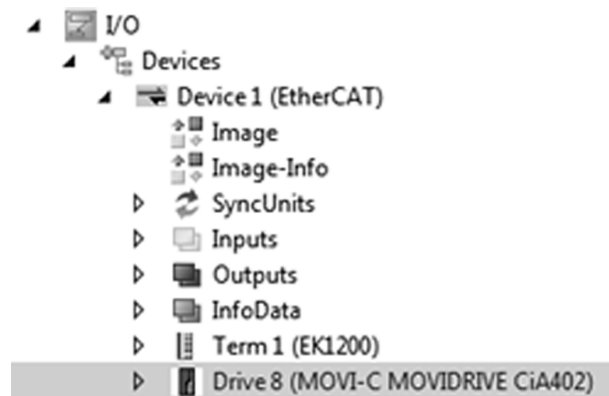 I/O
Devices
Device 1 (EtherCAT)
Image
Image-Info
SyncUnits
Inputs
Outputs
InfoData
Term 1 (EK1200)
Drive 8 (MOVI-C MOVIDRIVE CiA402)